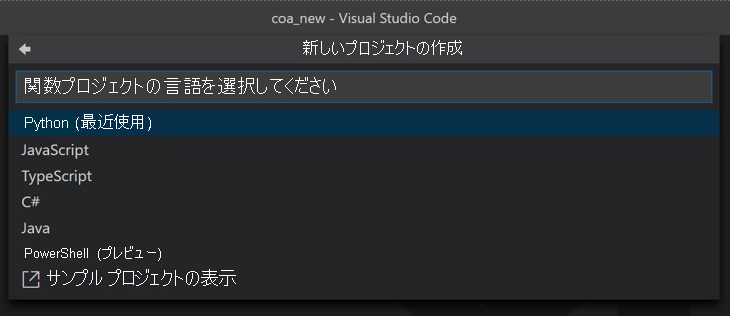 coa_new - Visual Studio Code
新しいプロジェクトの作成
関数プロジェクトの言語を選択してください
Python (最近使用)
JavaScript
TypeScript
C#
Java
PowerShell (プレビュー)
サンプル プロジェクトの表示